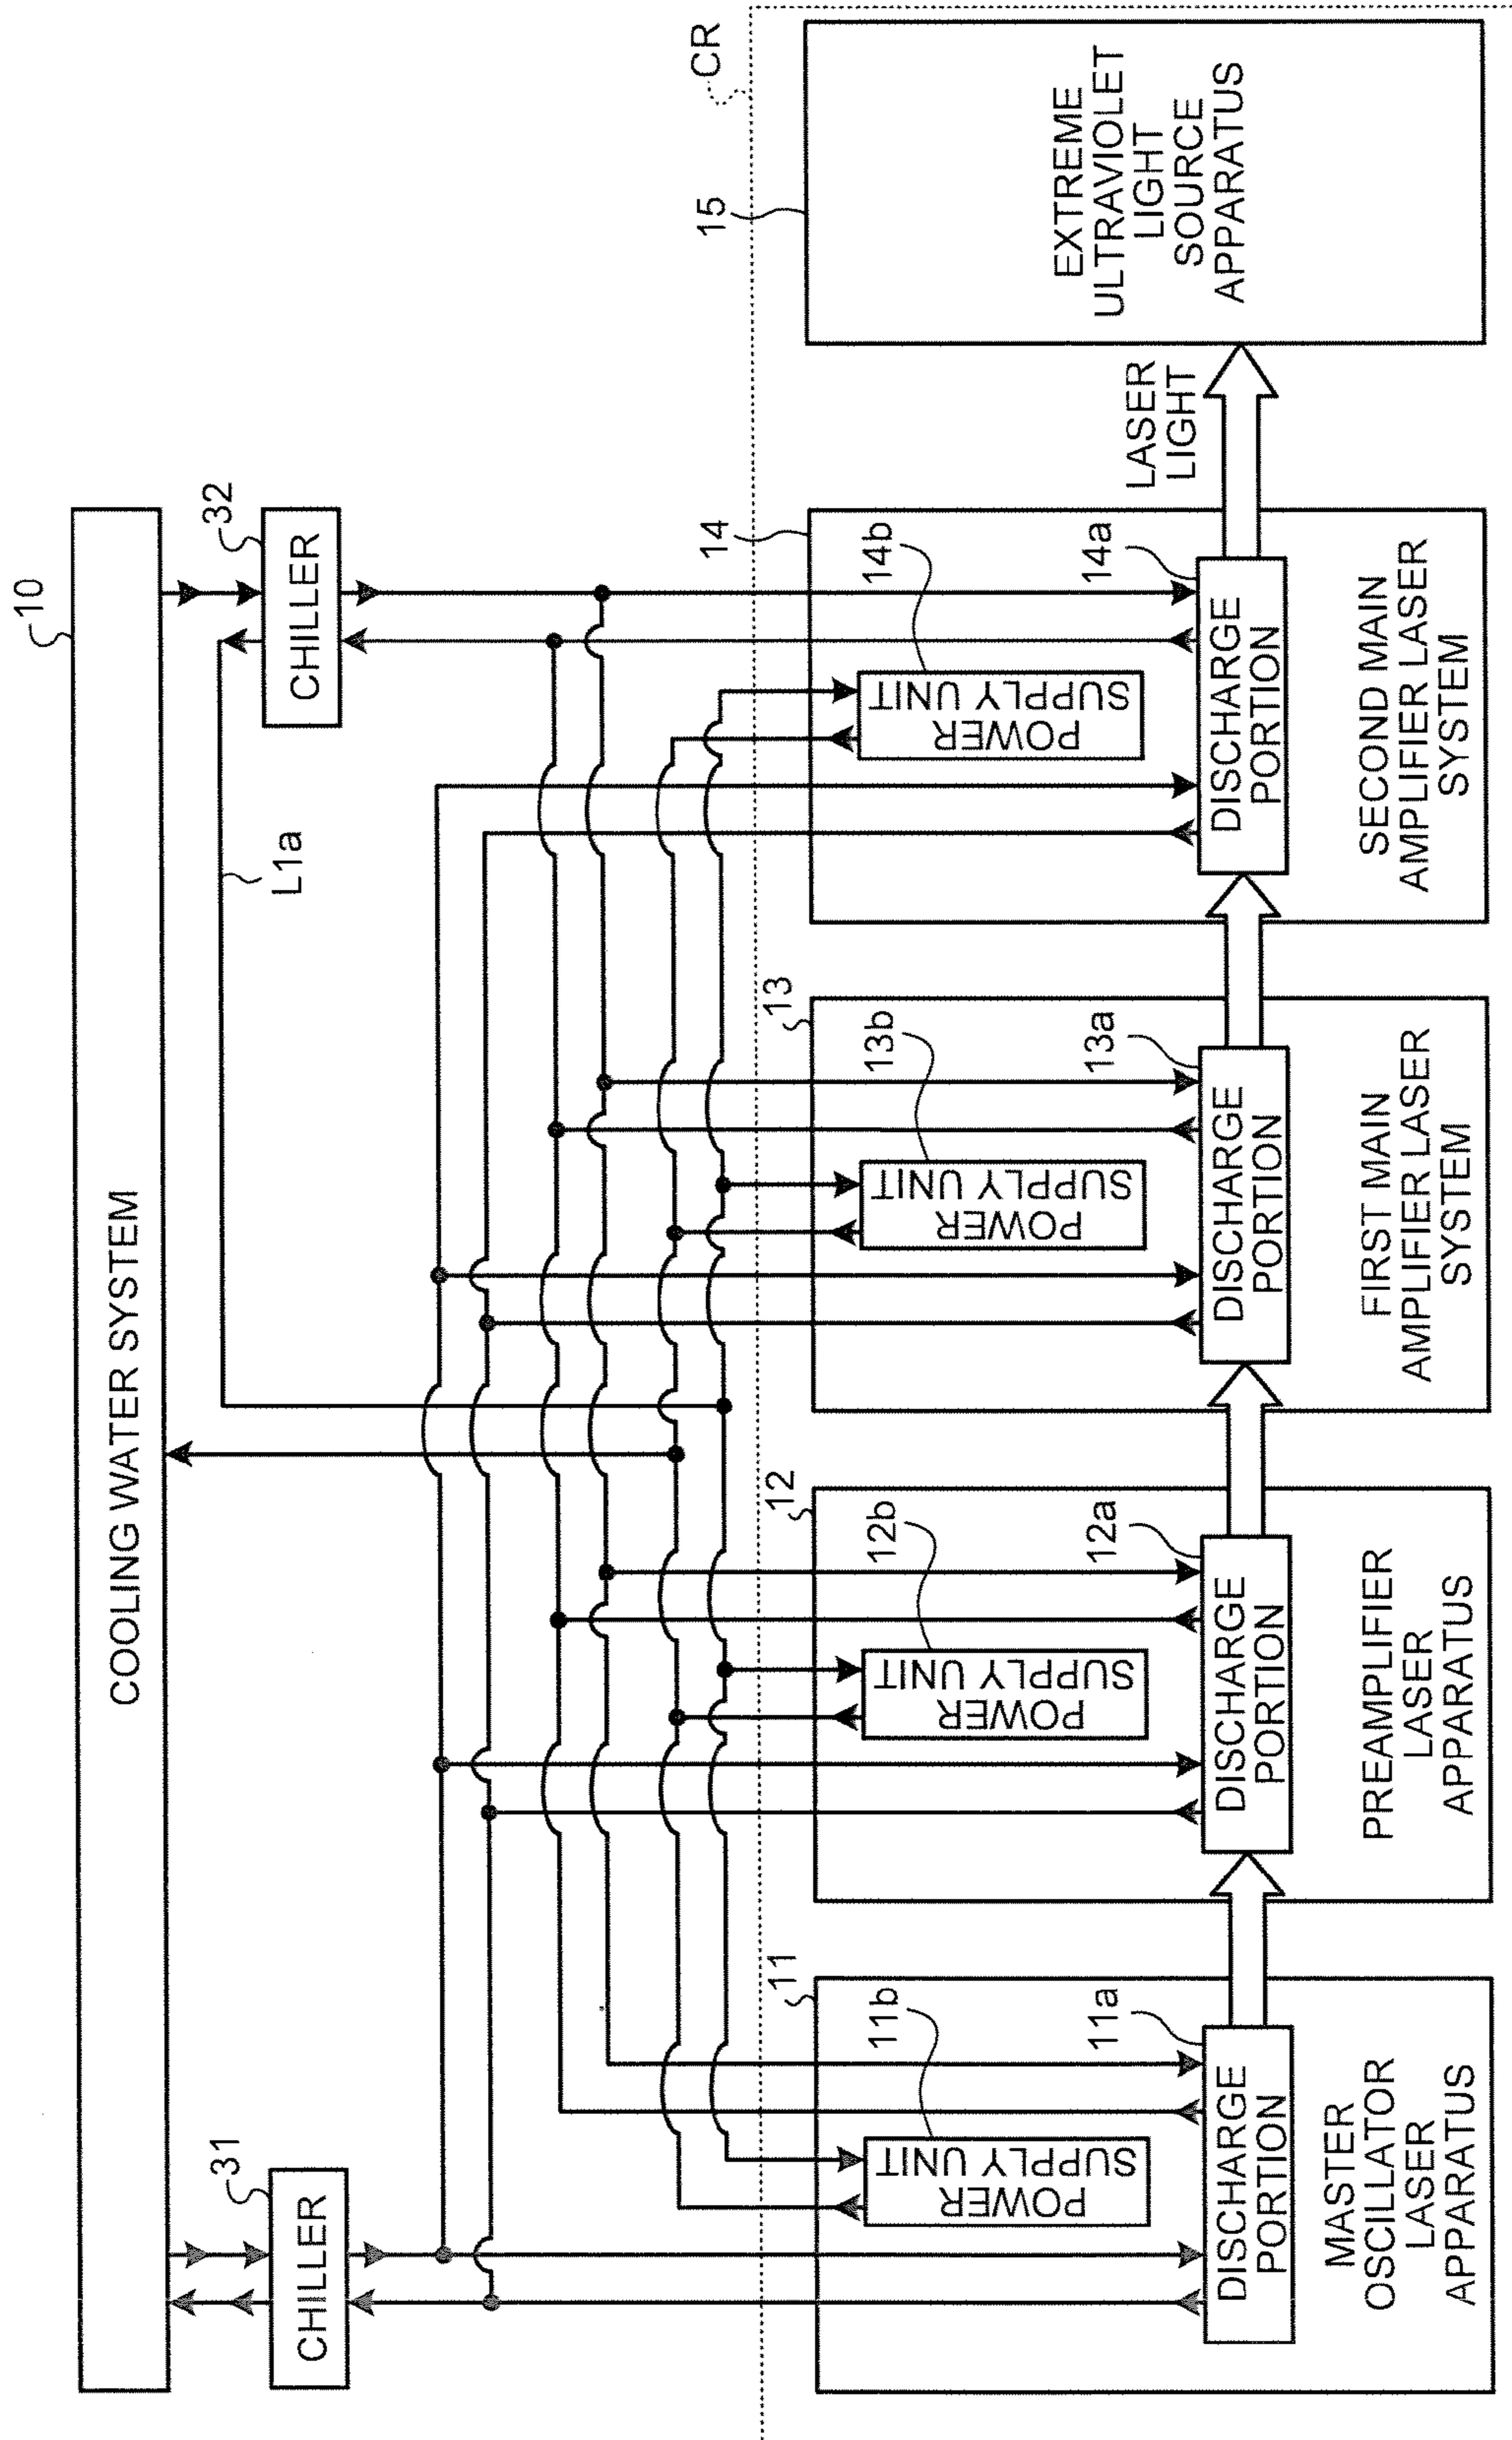 10
COOLING WATER SYSTEM
31
CHILLER
32
CHILLER
L1a
CR
11
11b
POWER
SUPPLY UNIT
11a
DISCHARGE
PORTION
MASTER
OSCILLATOR
LASER
APPARATUS
12
12b
POWER
SUPPLY UNIT
12a
DISCHARGE
PORTION
PREAMPLIFIER
LASER
APPARATUS
13
13b
POWER
SUPPLY UNIT
13a
DISCHARGE
PORTION
FIRST MAIN
AMPLIFIER LASER
SYSTEM
14
14b
POWER
SUPPLY UNIT
14a
DISCHARGE
PORTION
SECOND MAIN
AMPLIFIER LASER
SYSTEM
LASER
LIGHT
15
EXTREME
ULTRAVIOLET
LIGHT
SOURCE
APPARATUS